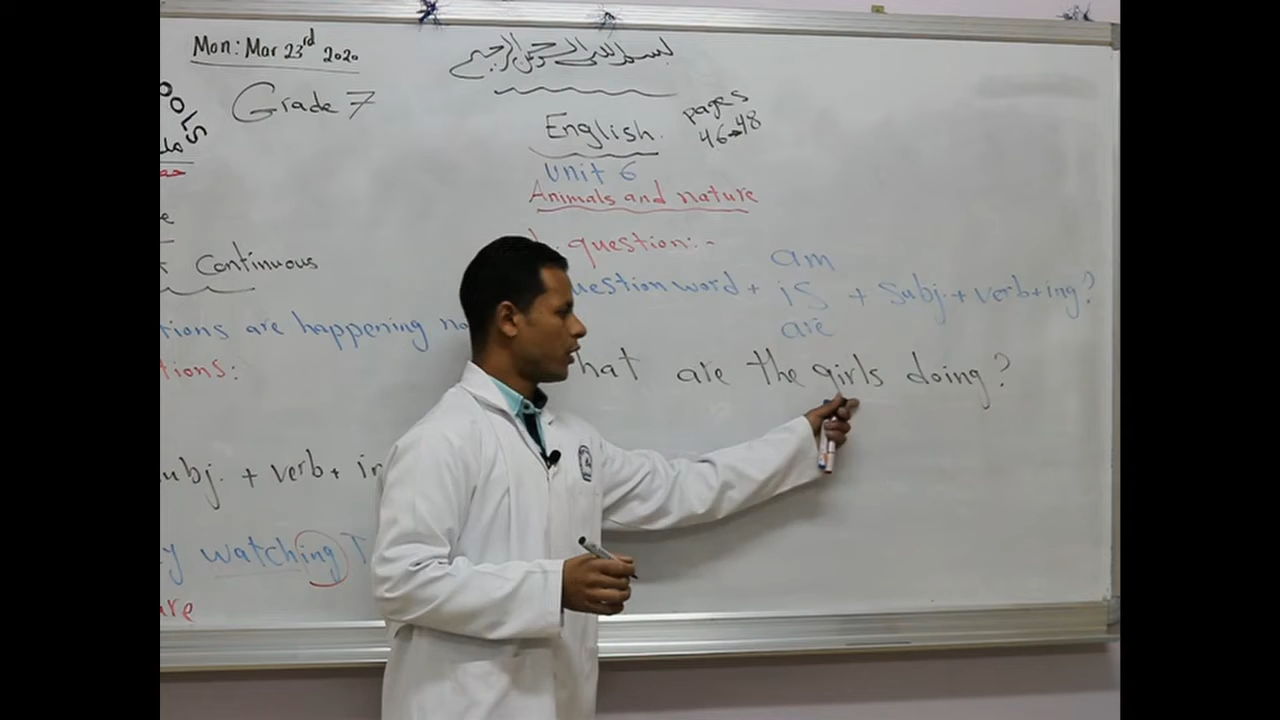 Mon: Mar 23rd 2020
بسم الله الرحمن الرحيم
Grade 7
English
pages
46 → 48
OOLS
Unit 6
Animals and nature
question:-
Continuous
am
uestion word + is + subj. + verb + ing?
are
tions are happening no
tions:
hat are the girls doing?
ubj. + verb + in
y watching T
are